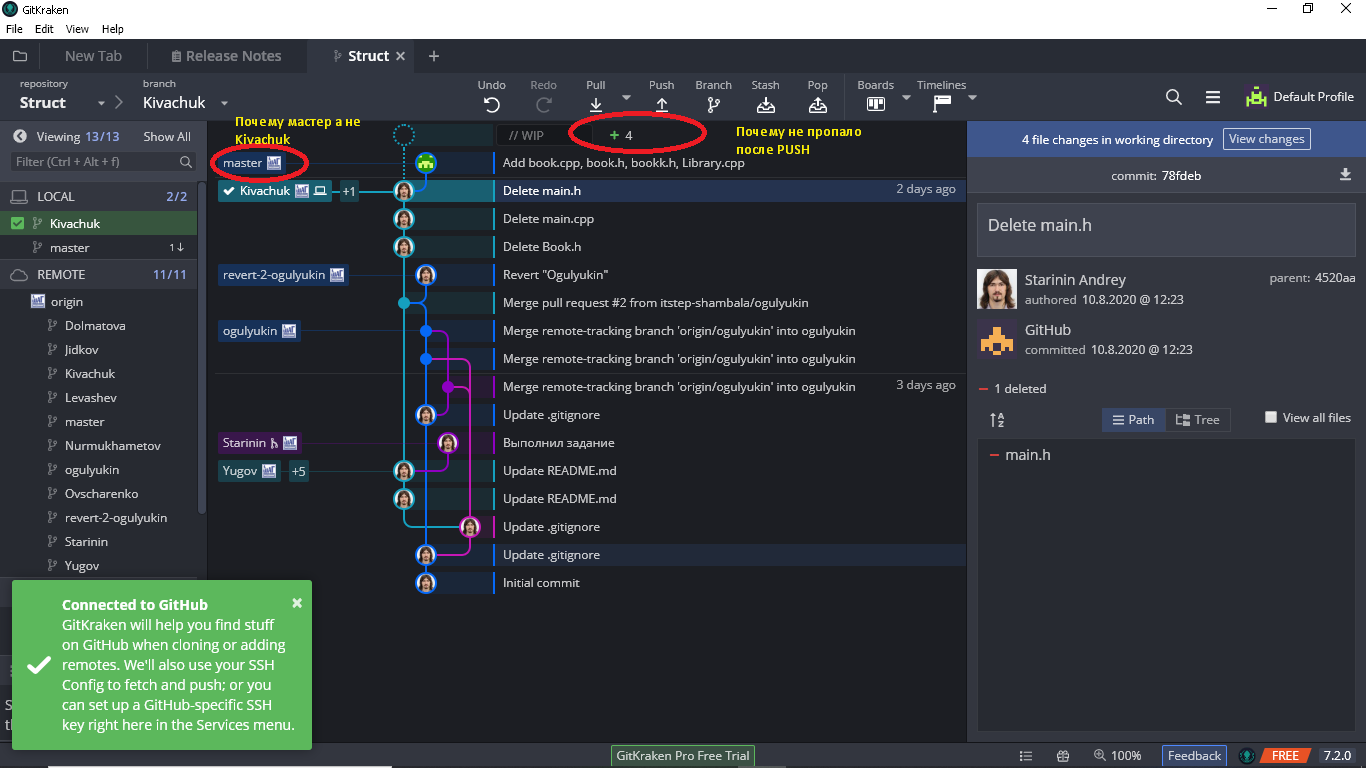 GitKraken
File Edit View Help
New Tab Release Notes Struct +
repository branch
Struct Kivachuk
Undo Redo Pull Push Branch Stash Pop Boards Timelines
Default Profile
Viewing 13/13 Show All
Filter (Ctrl + Alt + f)
LOCAL 2/2
Kivachuk
master 1↓
REMOTE 11/11
origin
Dolmatova
Jidkov
Kivachuk
Levashev
master
Nurmukhametov
ogulyukin
Ovscharenko
revert-2-ogulyukin
Starinin
Yugov
Почему мастер а не
Kivachuk
// WIP + 4
Почему не пропало
после PUSH
master Add book.cpp, book.h, bookk.h, Library.cpp
Kivachuk +1 Delete main.h 2 days ago
Delete main.cpp
Delete Book.h
revert-2-ogulyukin Revert "Ogulyukin"
Merge pull request #2 from itstep-shambala/ogulyukin
ogulyukin Merge remote-tracking branch 'origin/ogulyukin' into ogulyukin
Merge remote-tracking branch 'origin/ogulyukin' into ogulyukin
Merge remote-tracking branch 'origin/ogulyukin' into ogulyukin 3 days ago
Update .gitignore
Starinin Выполнил задание
Yugov +5 Update README.md
Update README.md
Update .gitignore
Update .gitignore
Initial commit
4 file changes in working directory View changes
commit: 78fdeb
Delete main.h
Starinin Andrey parent: 4520aa
authored 10.8.2020 @ 12:23
GitHub
committed 10.8.2020 @ 12:23
1 deleted
Path Tree View all files
main.h
Connected to GitHub
GitKraken will help you find stuff
on GitHub when cloning or adding
remotes. We'll also use your SSH
Config to fetch and push; or you
can set up a GitHub-specific SSH
key right here in the Services menu.
GitKraken Pro Free Trial
100% Feedback FREE 7.2.0